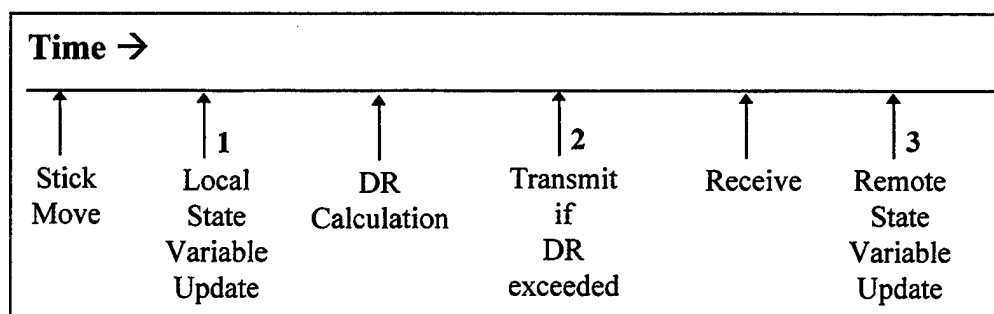 Time →
1 2 3
Stick Local DR Transmit Receive Remote
Move State Calculation if State
Variable DR Variable
Update exceeded Update